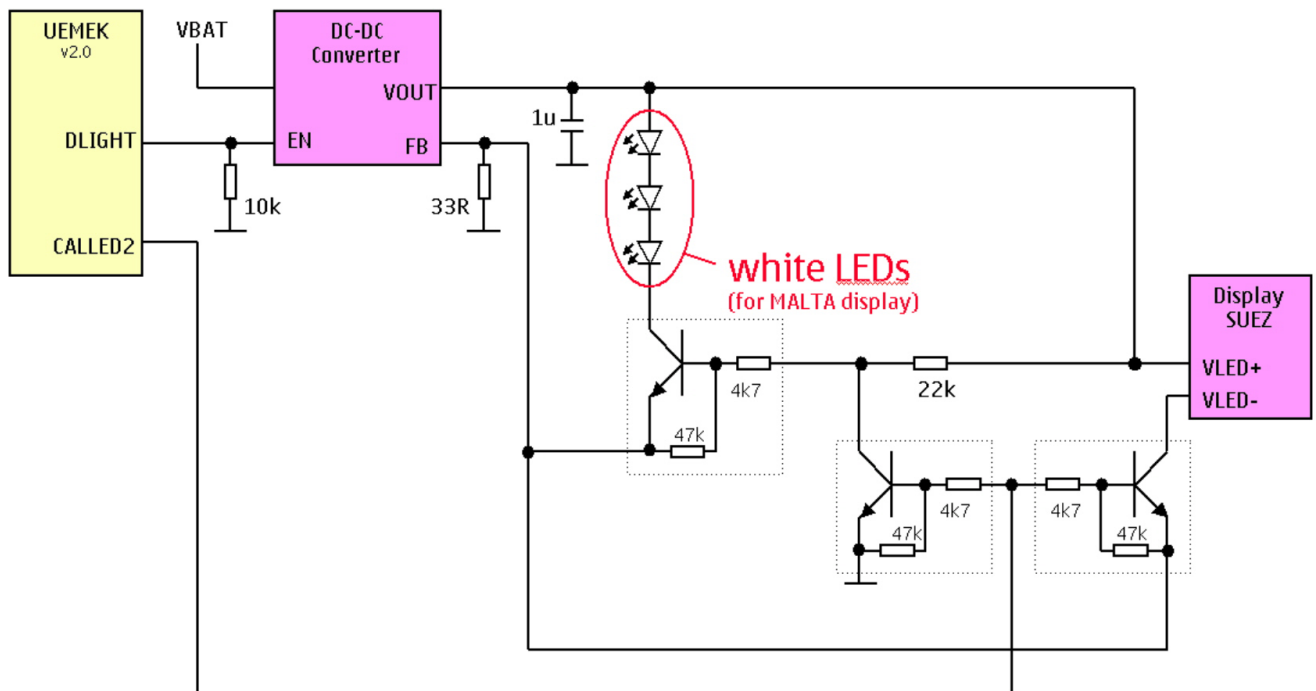 UEMEK
v2.0
DLIGHT
CALLED2
VBAT
DC-DC
Converter
VOUT
EN
FB
10k
33R
1u
white LEDs
(for MALTA display)
4k7
47k
22k
Display
SUEZ
VLED+
VLED-
4k7
47k
4k7
47k